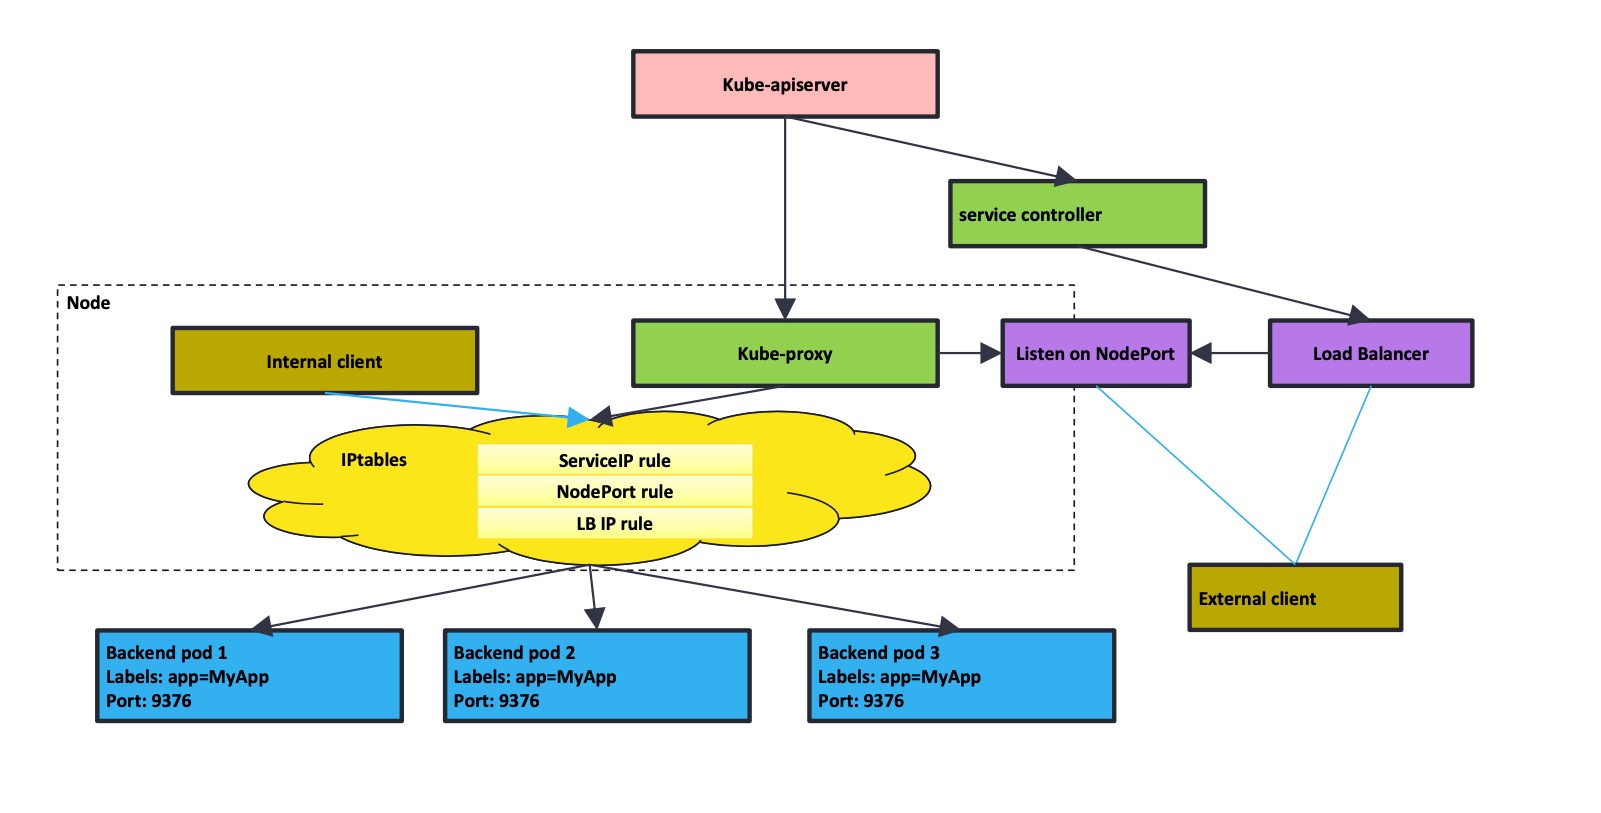 Kube-apiserver
service controller
Node
Internal client
Kube-proxy
Listen on NodePort
Load Balancer
IPtables
ServiceIP rule
NodePort rule
LB IP rule
External client
Backend pod 1
Labels: app=MyApp
Port: 9376
Backend pod 2
Labels: app=MyApp
Port: 9376
Backend pod 3
Labels: app=MyApp
Port: 9376